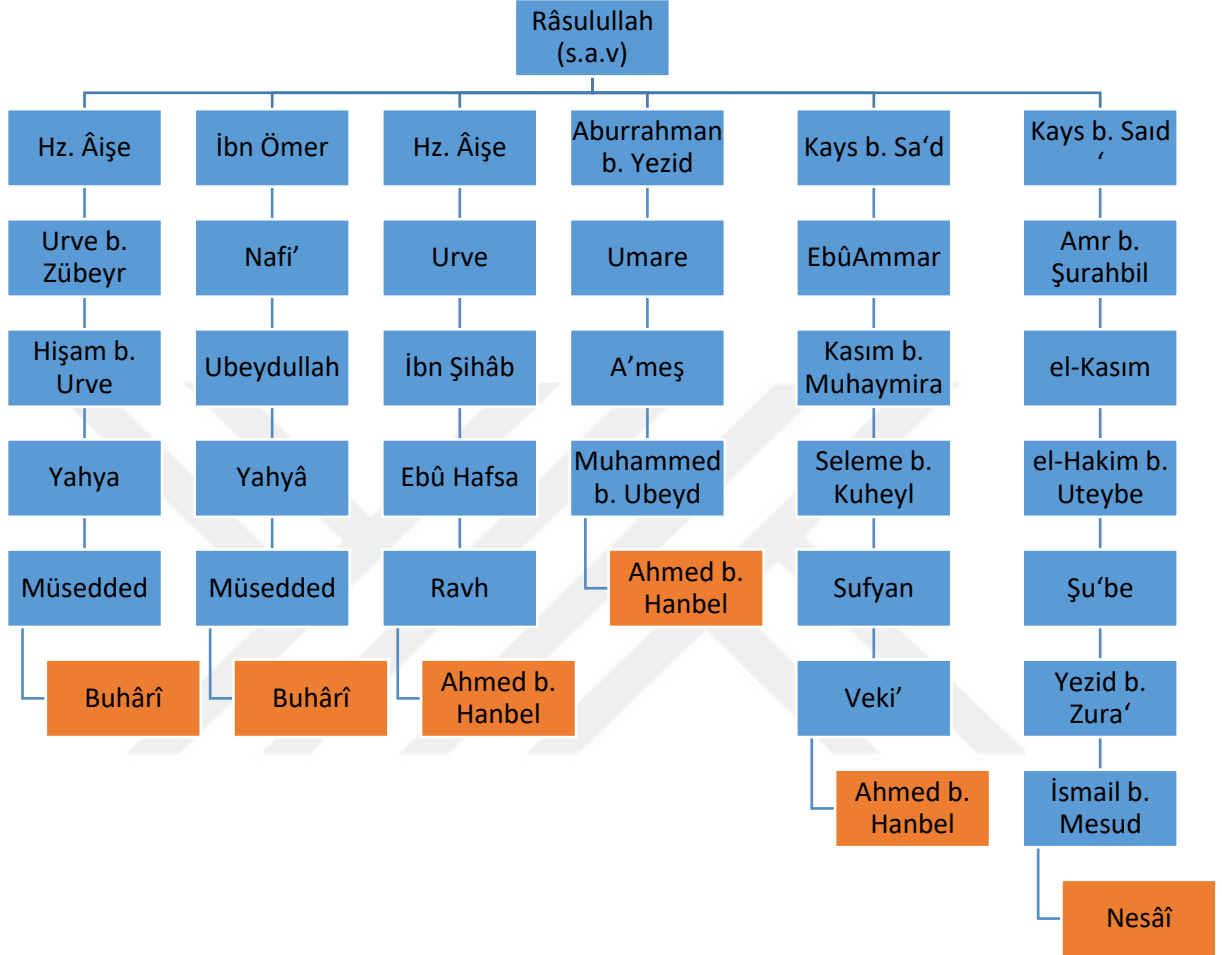 Râsulullah
(s.a.v)
Hz. Âişe
İbn Ömer
Hz. Âişe
Aburrahman
b. Yezid
Kays b. Sa‘d
Kays b. Saıd
‘
Urve b.
Zübeyr
Nafi’
Urve
Umare
EbûAmmar
Amr b.
Şurahbil
Hişam b.
Urve
Ubeydullah
İbn Şihâb
A’meş
Kasım b.
Muhaymira
el-Kasım
Yahya
Yahyâ
Ebû Hafsa
Muhammed
b. Ubeyd
Seleme b.
Kuheyl
el-Hakim b.
Uteybe
Müsedded
Müsedded
Ravh
Ahmed b.
Hanbel
Sufyan
Şu‘be
Buhârî
Buhârî
Ahmed b.
Hanbel
Veki’
Yezid b.
Zura‘
Ahmed b.
Hanbel
İsmail b.
Mesud
Nesâî